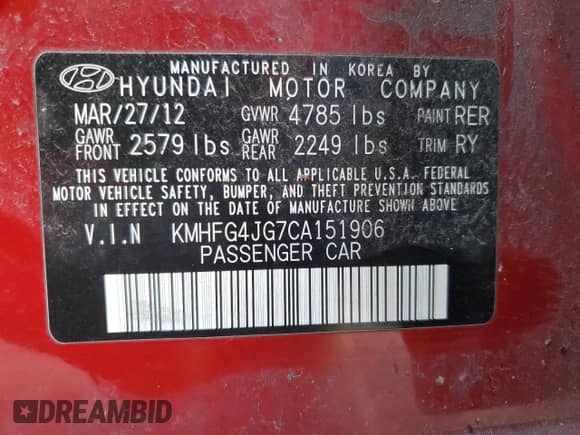 MANUFACTURED IN KOREA BY
HYUNDAI MOTOR COMPANY
MAR/27/12 GVWR 4785 lbs PAINT RER
GAWR FRONT 2579 lbs GAWR REAR 2249 lbs TRIM RY
THIS VEHICLE CONFORMS TO ALL APPLICABLE U.S.A. FEDERAL
MOTOR VEHICLE SAFETY, BUMPER, AND THEFT PREVENTION STANDARDS
IN EFFECT ON THE DATE OF MANUFACTURE SHOWN ABOVE.
V.I.N KMHFG4JG7CA151906
PASSENGER CAR
DREAMBID